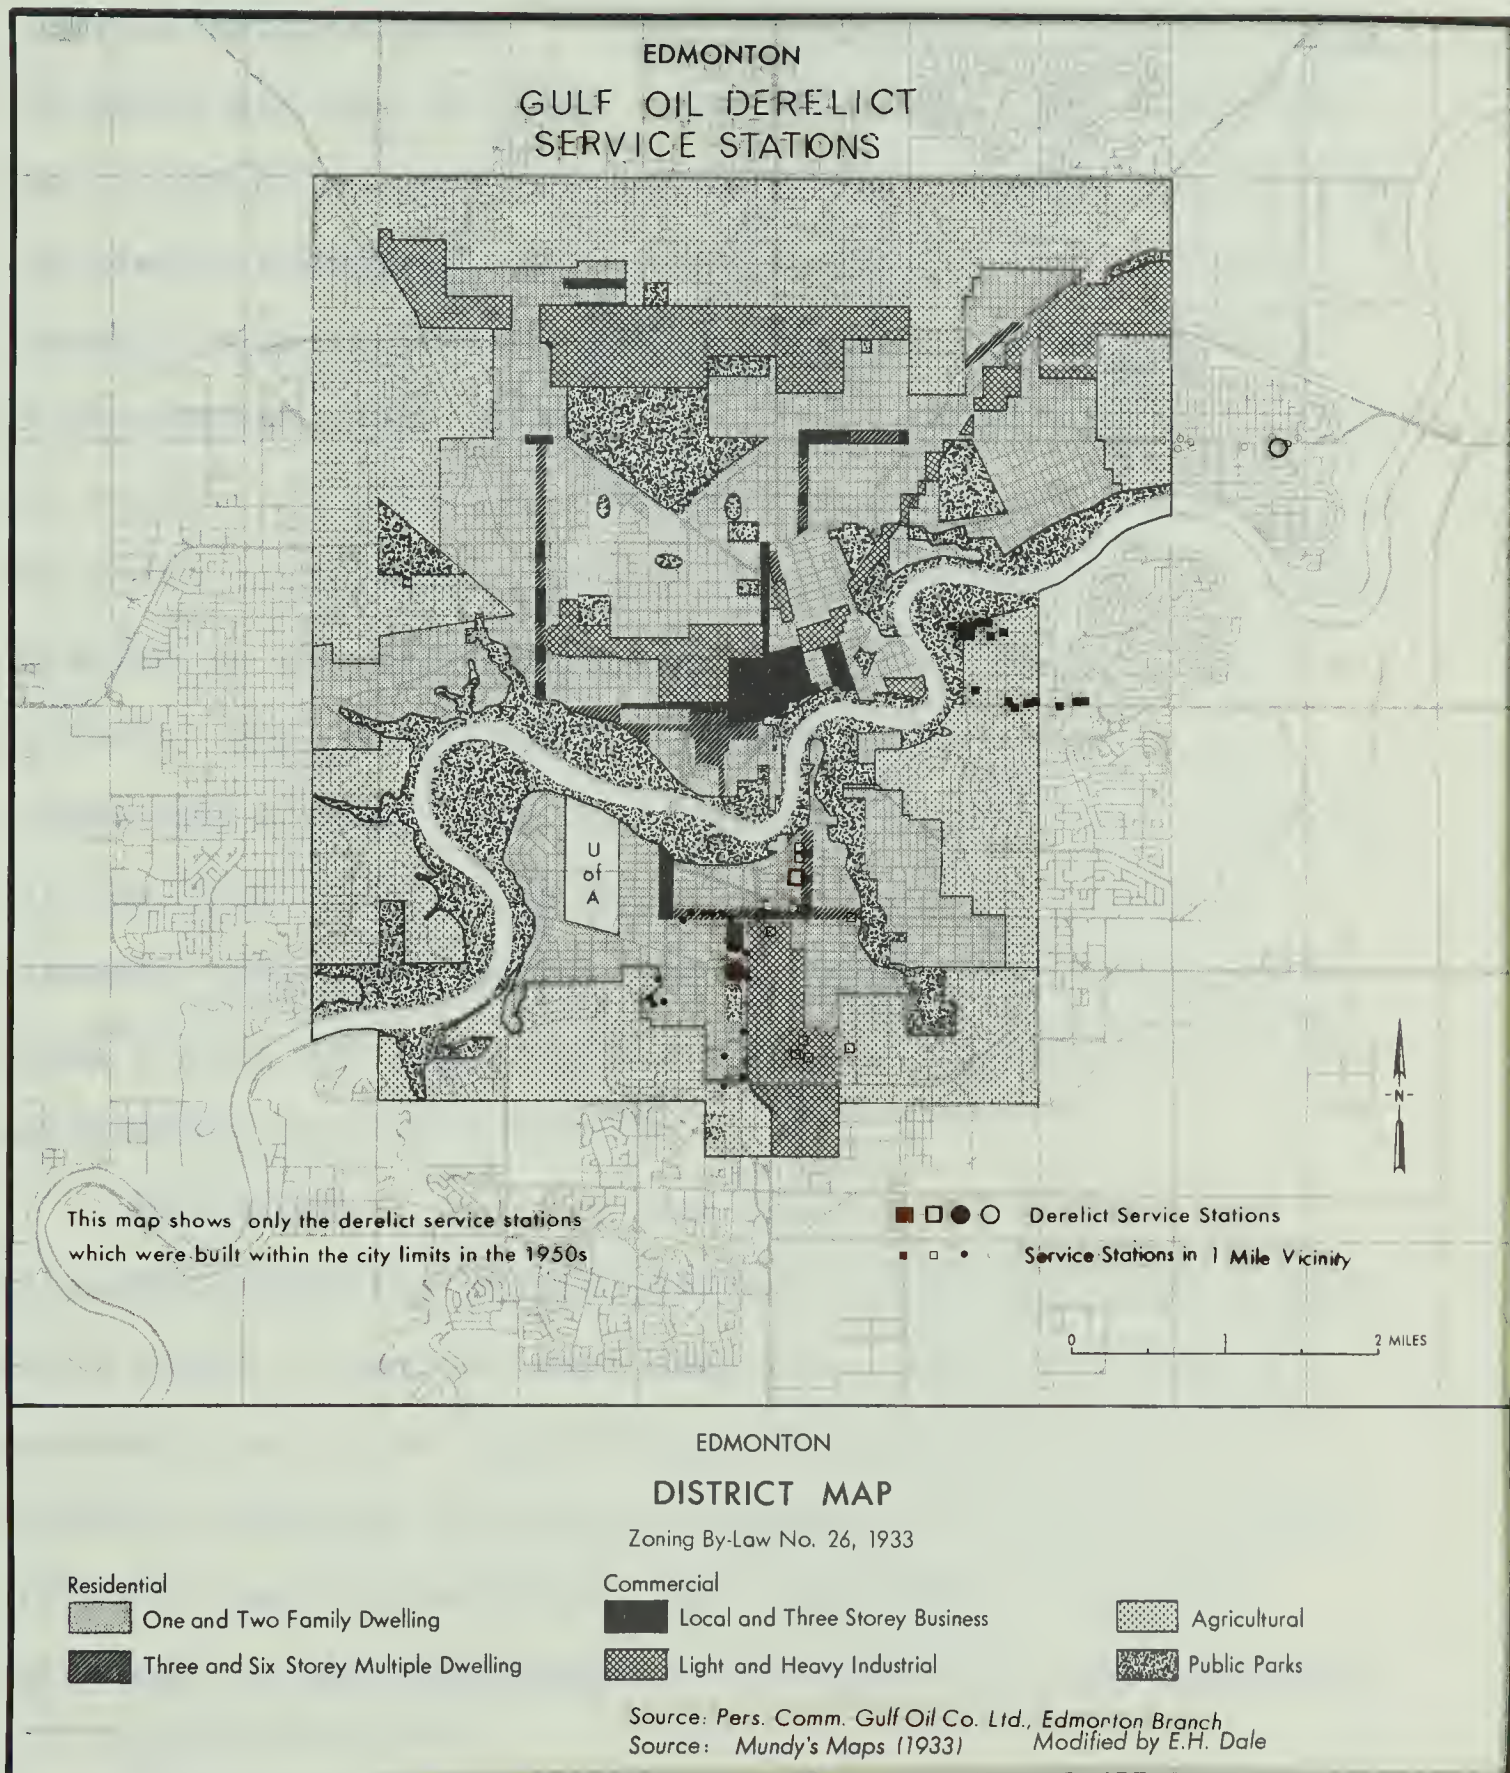 EDMONTON
GULF OIL DERELICT
SERVICE STATIONS
U
of
A
-N-
This map shows only the derelict service stations
which were built within the city limits in the 1950s
Derelict Service Stations
Service Stations in 1 Mile Vicinity
0 1 2 MILES
EDMONTON
DISTRICT MAP
Zoning By-Law No. 26, 1933
Residential
One and Two Family Dwelling
Three and Six Storey Multiple Dwelling
Commercial
Local and Three Storey Business
Light and Heavy Industrial
Agricultural
Public Parks
Source: Pers. Comm. Gulf Oil Co. Ltd., Edmonton Branch
Source: Mundy's Maps (1933) Modified by E.H. Dale